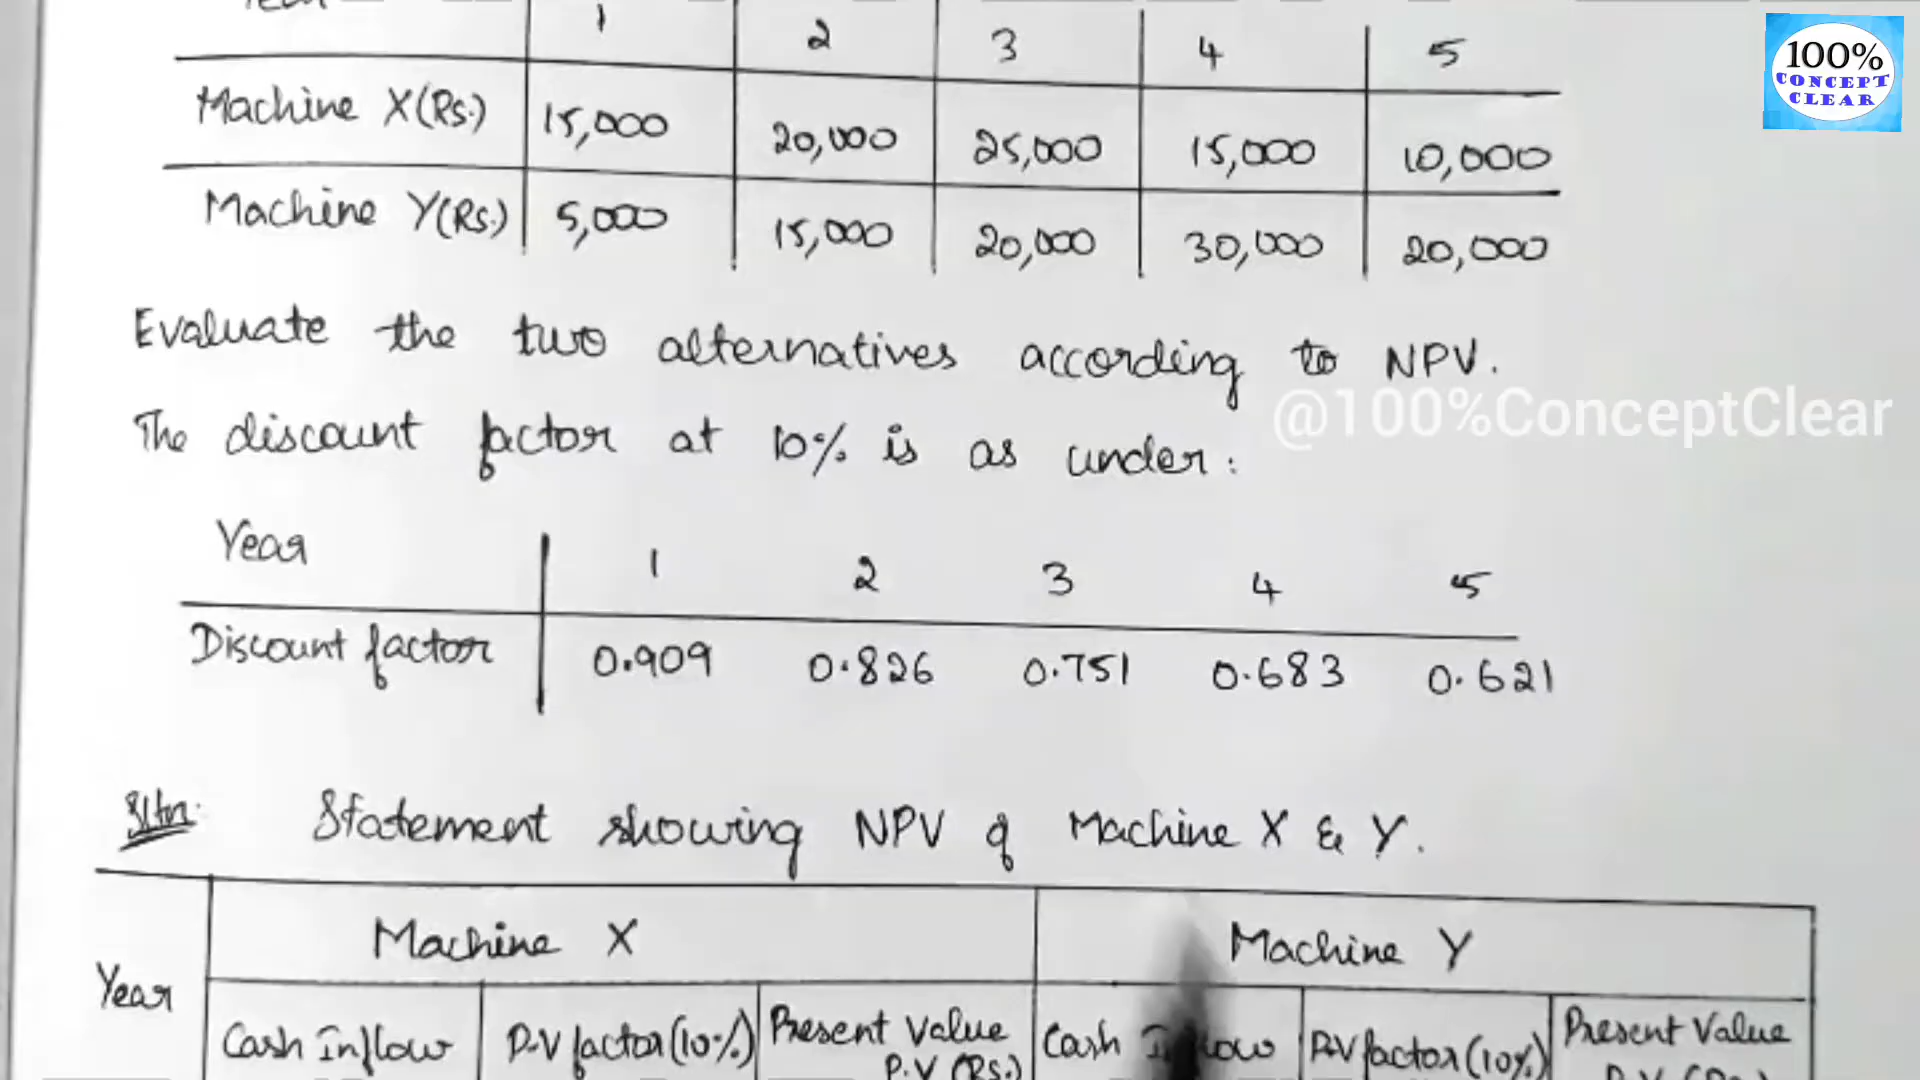 Year 1 2 3 4 5
Machine X(Rs.) 15,000 20,000 25,000 15,000 10,000
Machine Y(Rs.) 5,000 15,000 20,000 30,000 20,000
Evaluate the two alternatives according to NPV.
The discount factor at 10% is as under:
Year 1 2 3 4 5
Discount factor 0.909 0.826 0.751 0.683 0.621
Sltn: Statement showing NPV of Machine X & Y.
Year Machine X Machine Y
Cash Inflow P.V factor (10%) Present Value P.V (Rs.) Cash Inflow P.V factor (10%) Present Value P.V (Rs.)
100%
CONCEPT
CLEAR
@100%ConceptClear